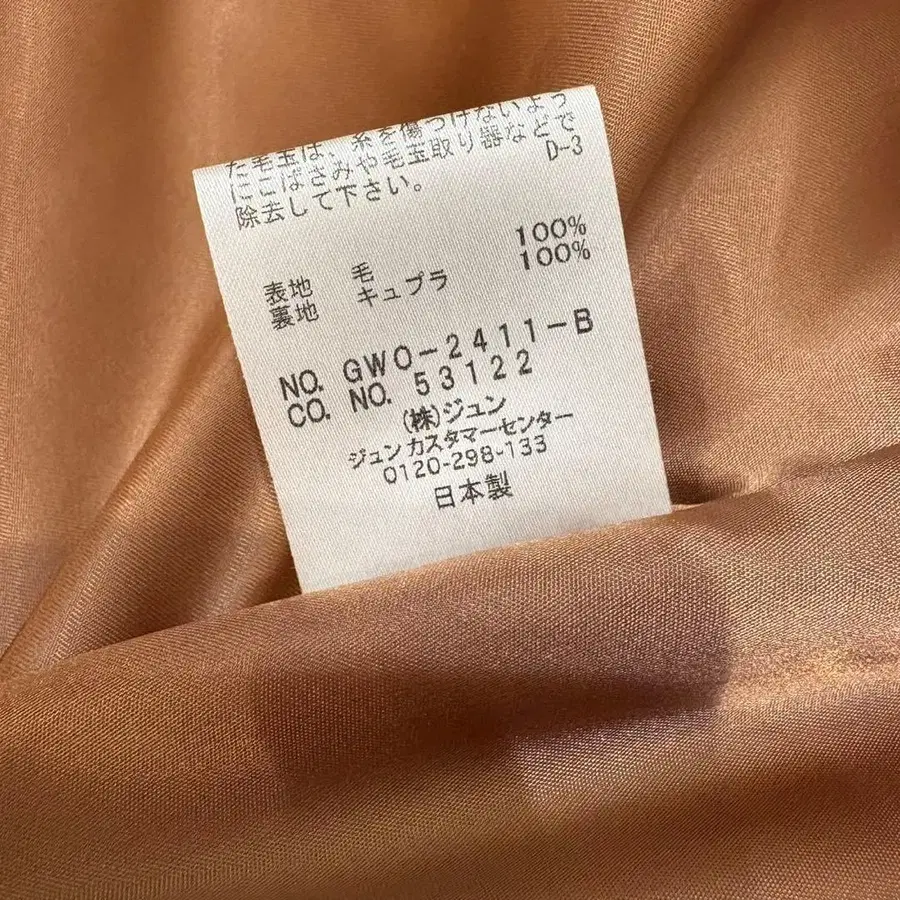 た毛玉は、糸を傷つけないよう
にこばさみや毛玉取り器などで
除去して下さい。 D-3
表地 毛 100%
裏地 キュプラ 100%
NO. GWO-2411-B
CO. NO. 53122
(株)ジュン
ジュン カスタマーセンター
0120-298-133
日本製